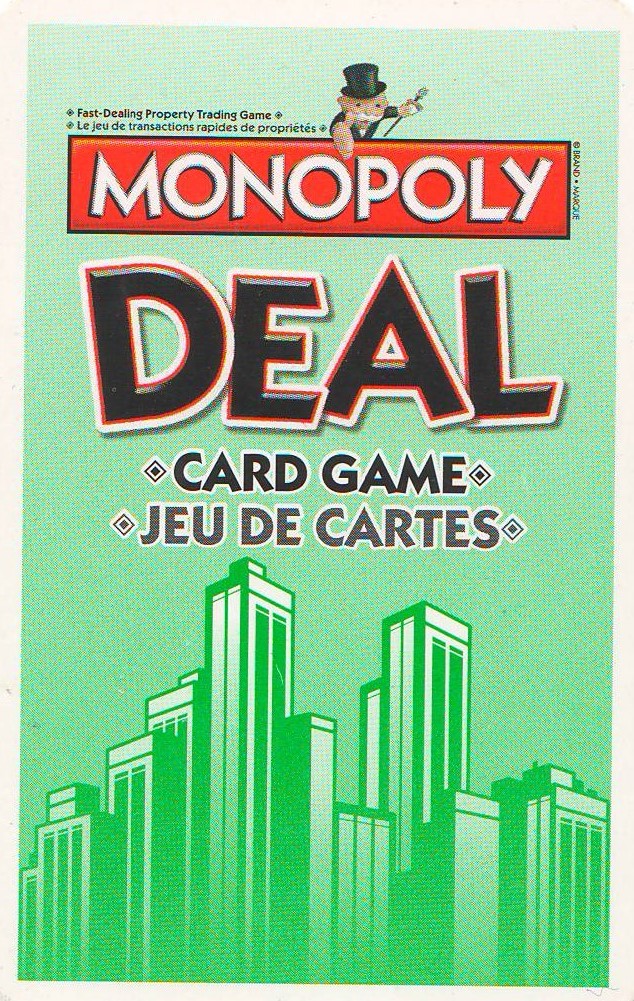 ◈ Fast-Dealing Property Trading Game ◈
◈ Le jeu de transactions rapides de propriétés ◈
MONOPOLY
® BRAND • MARQUE
DEAL
◈ CARD GAME ◈
◈ JEU DE CARTES ◈